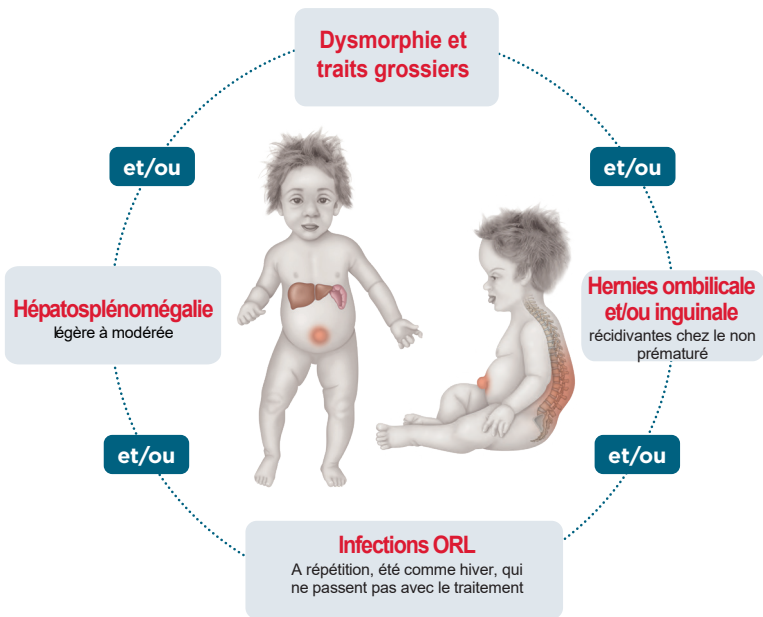 Dysmorphie et
traits grossiers
et/ou
et/ou
Hépatosplénomégalie
légère à modérée
Hernies ombilicale
et/ou inguinale
récidivantes chez le non
prématuré
et/ou
et/ou
Infections ORL
A répétition, été comme hiver, qui
ne passent pas avec le traitement